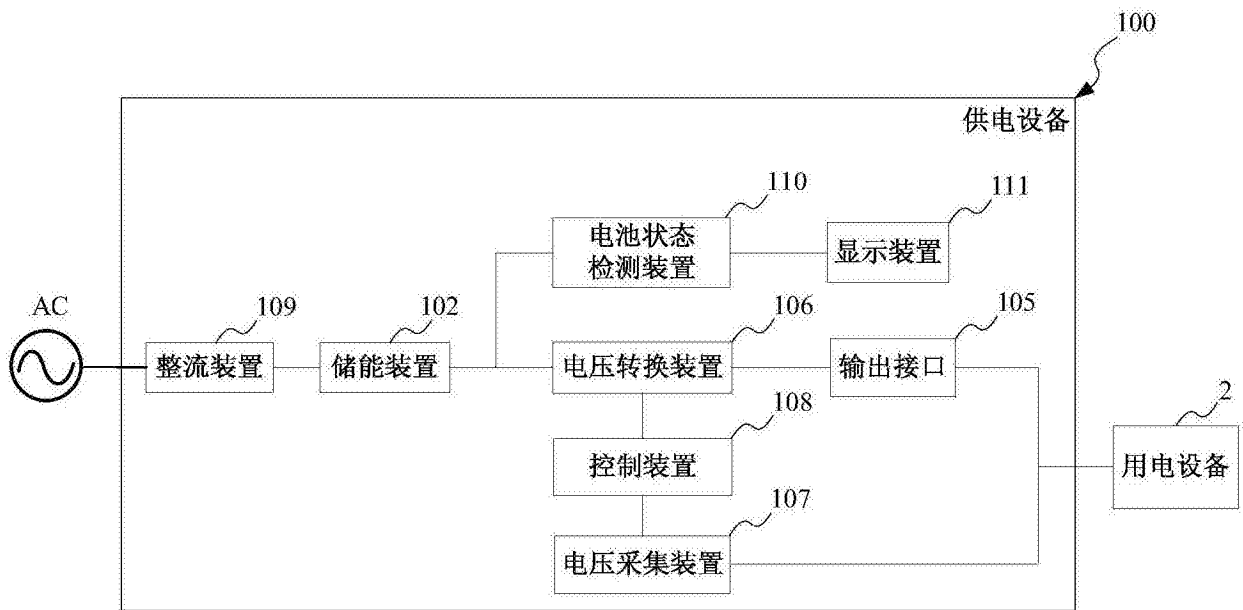 100
供电设备
110
111
电池状态
检测装置
显示装置
AC
109
102
106
105
整流装置
储能装置
电压转换装置
输出接口
108
2
控制装置
用电设备
107
电压采集装置